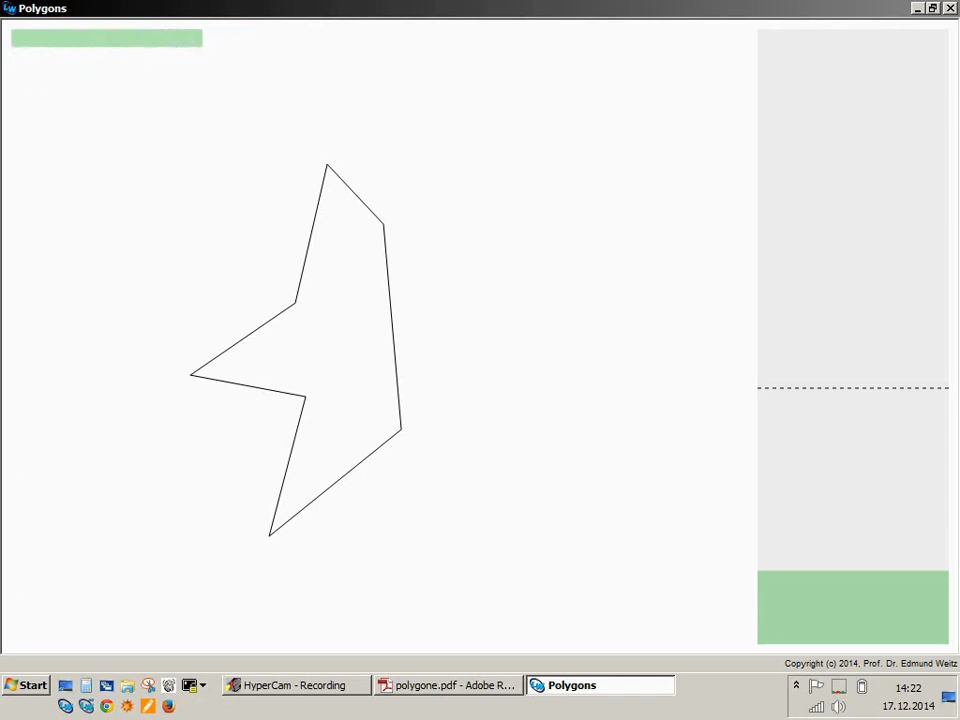 Polygons
Copyright (c) 2014, Prof. Dr. Edmund Weitz
Start
HyperCam - Recording
polygone.pdf - Adobe R...
Polygons
14:22
17.12.2014